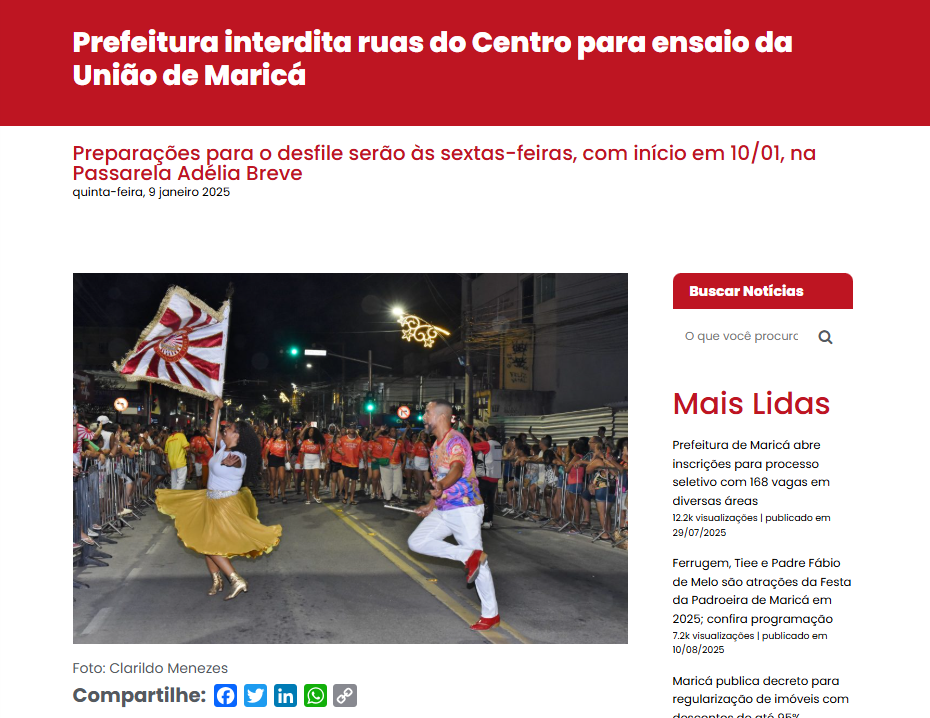 Prefeitura interdita ruas do Centro para ensaio da
União de Maricá
Preparações para o desfile serão às sextas-feiras, com início em 10/01, na
Passarela Adélia Breve
quinta-feira, 9 janeiro 2025
Foto: Clarildo Menezes
Compartilhe:
Buscar Notícias
O que você procurc
Mais Lidas
Prefeitura de Maricá abre
inscrições para processo
seletivo com 168 vagas em
diversas áreas
12.2k visualizações | publicado em
29/07/2025
Ferrugem, Tiee e Padre Fábio
de Melo são atrações da Festa
da Padroeira de Maricá em
2025; confira programação
7.2k visualizações | publicado em
10/08/2025
Maricá publica decreto para
regularização de imóveis com
descontos de até 95%